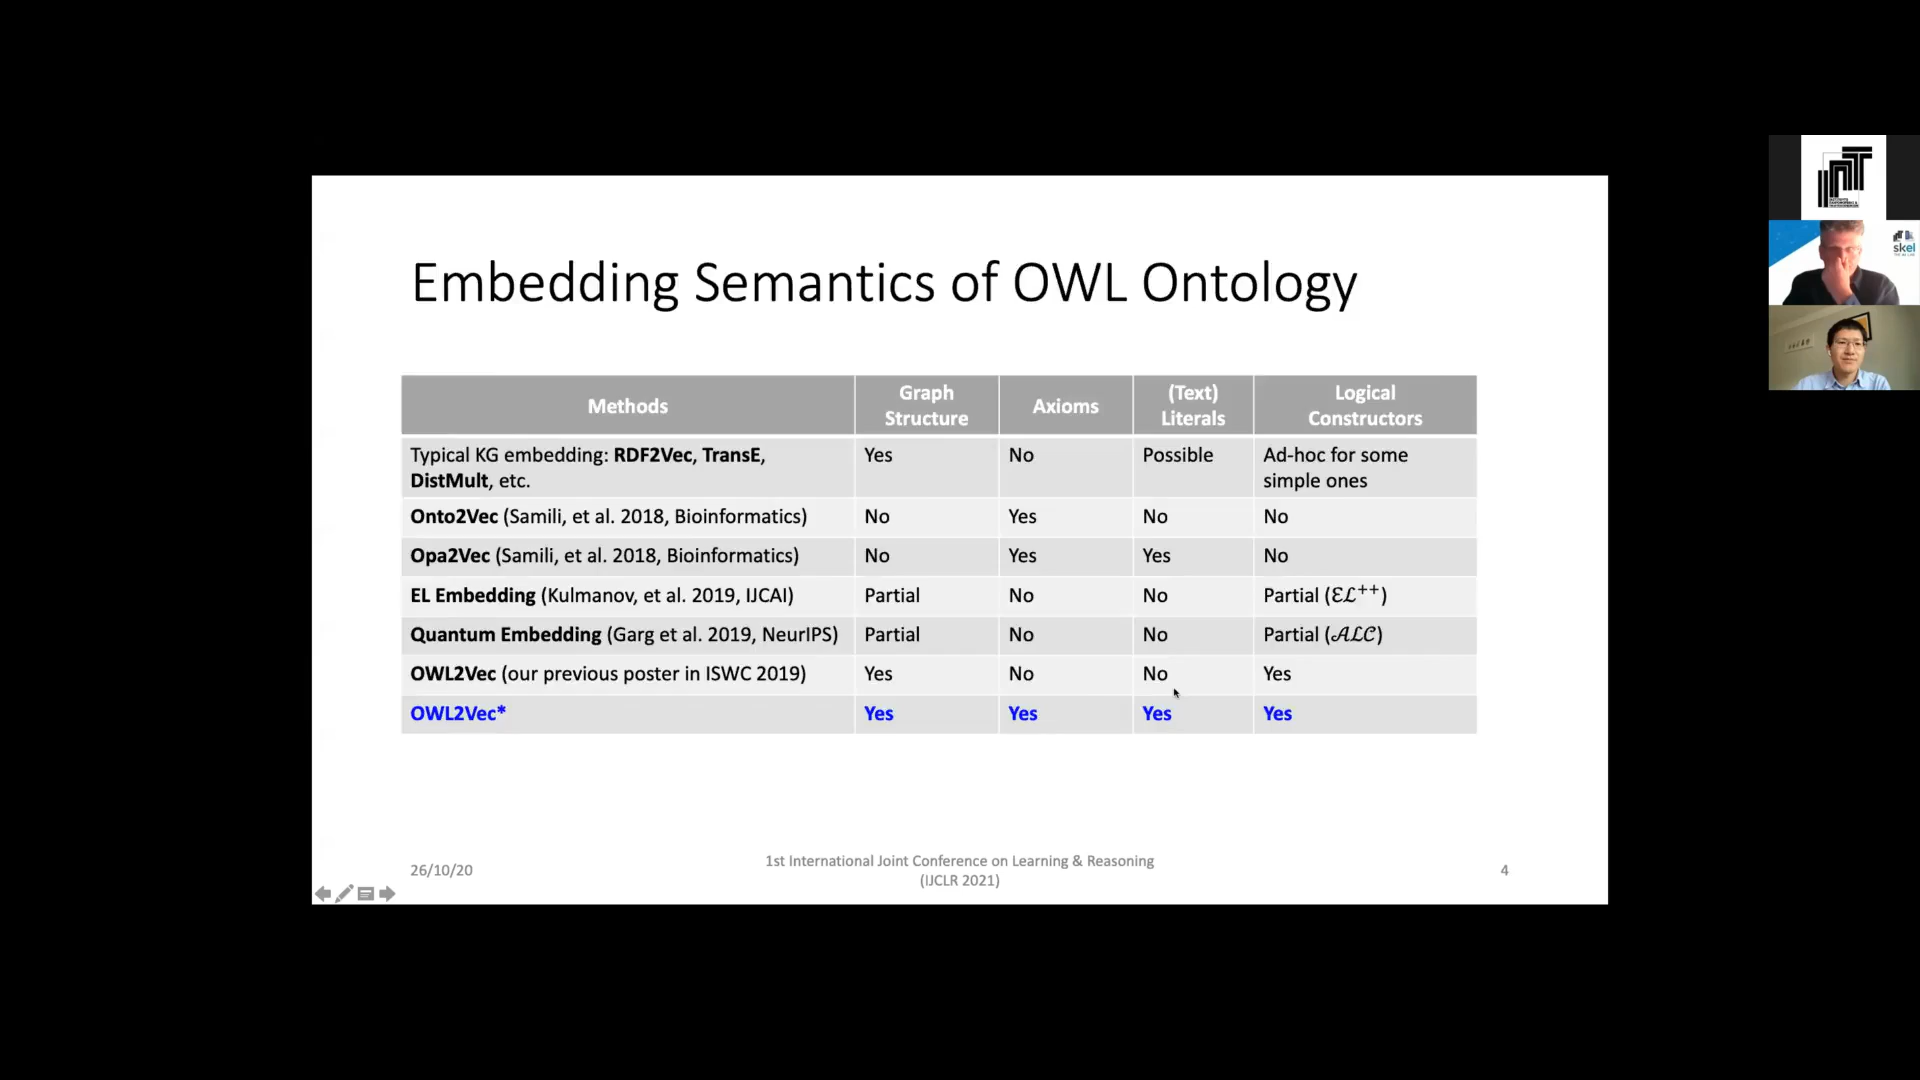 Embedding Semantics of OWL Ontology
Methods
Graph
Structure
Axioms
(Text)
Literals
Logical
Constructors
Typical KG embedding: RDF2Vec, TransE,
DistMult, etc.
Yes
No
Possible
Ad-hoc for some
simple ones
Onto2Vec (Samili, et al. 2018, Bioinformatics)
No
Yes
No
No
Opa2Vec (Samili, et al. 2018, Bioinformatics)
No
Yes
Yes
No
EL Embedding (Kulmanov, et al. 2019, IJCAI)
Partial
No
No
Partial (ℰℒ⁺⁺)
Quantum Embedding (Garg et al. 2019, NeurIPS)
Partial
No
No
Partial (𝒜ℒ𝒞)
OWL2Vec (our previous poster in ISWC 2019)
Yes
No
No
Yes
OWL2Vec*
Yes
Yes
Yes
Yes
26/10/20
1st International Joint Conference on Learning & Reasoning
(IJCLR 2021)
4
skel